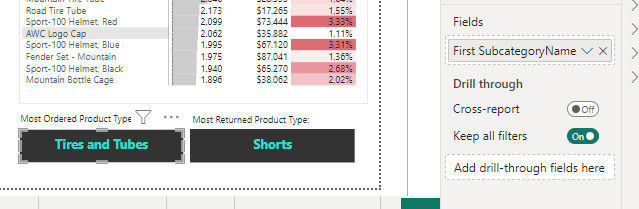 Road Tire Tube 2.173 $17.265 1,55%
Sport-100 Helmet, Red 2.099 $73.444 3.33%
AWC Logo Cap 2.062 $35.882 1,11%
Sport-100 Helmet, Blue 1.995 $67.120 3.31%
Fender Set - Mountain 1.975 $87.041 1,36%
Sport-100 Helmet, Black 1.940 $65.270 2,68%
Mountain Bottle Cage 1.896 $38.062 2,02%
Most Ordered Product Type
Most Returned Product Type:
Tires and Tubes
Shorts
Fields
First SubcategoryName
Drill through
Cross-report
Off
Keep all filters
On
Add drill-through fields here